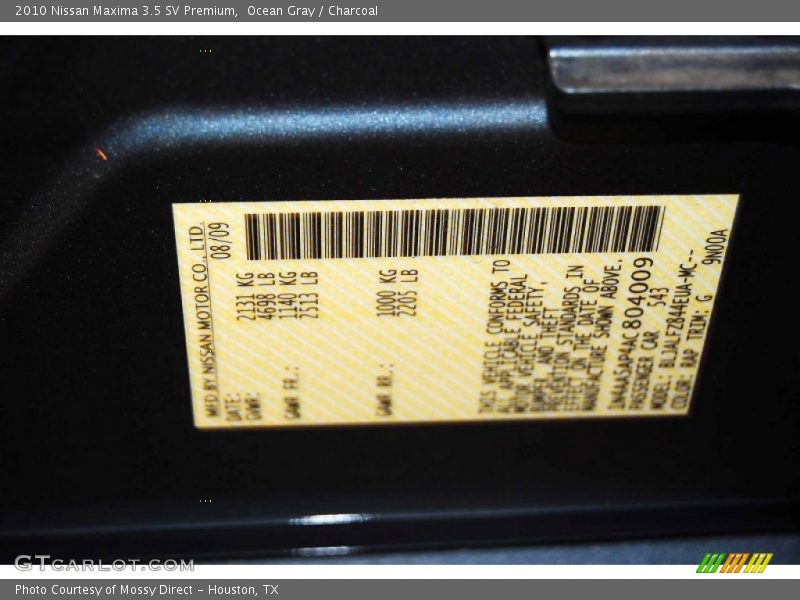 2010 Nissan Maxima 3.5 SV Premium,  Ocean Gray / Charcoal
MFD BY NISSAN MOTOR CO., LTD.
DATE: 08/09
GVWR: 2131 KG
4698 LB
GAWR FR.: 1140 KG
2513 LB
GAWR RR.: 1000 KG
2205 LB
THIS VEHICLE CONFORMS TO
ALL APPLICABLE FEDERAL
MOTOR VEHICLE SAFETY,
BUMPER, AND THEFT
PREVENTION STANDARDS IN
EFFECT ON THE DATE OF
MANUFACTURE SHOWN ABOVE.
1N4AA5AP4AC804009
PASSENGER CAR 543
MODEL: BLJALFZ844EUA-MC--
COLOR: BAP TRIM: G 9N00A
GTcarlot.com
Photo Courtesy of Mossy Direct – Houston, TX